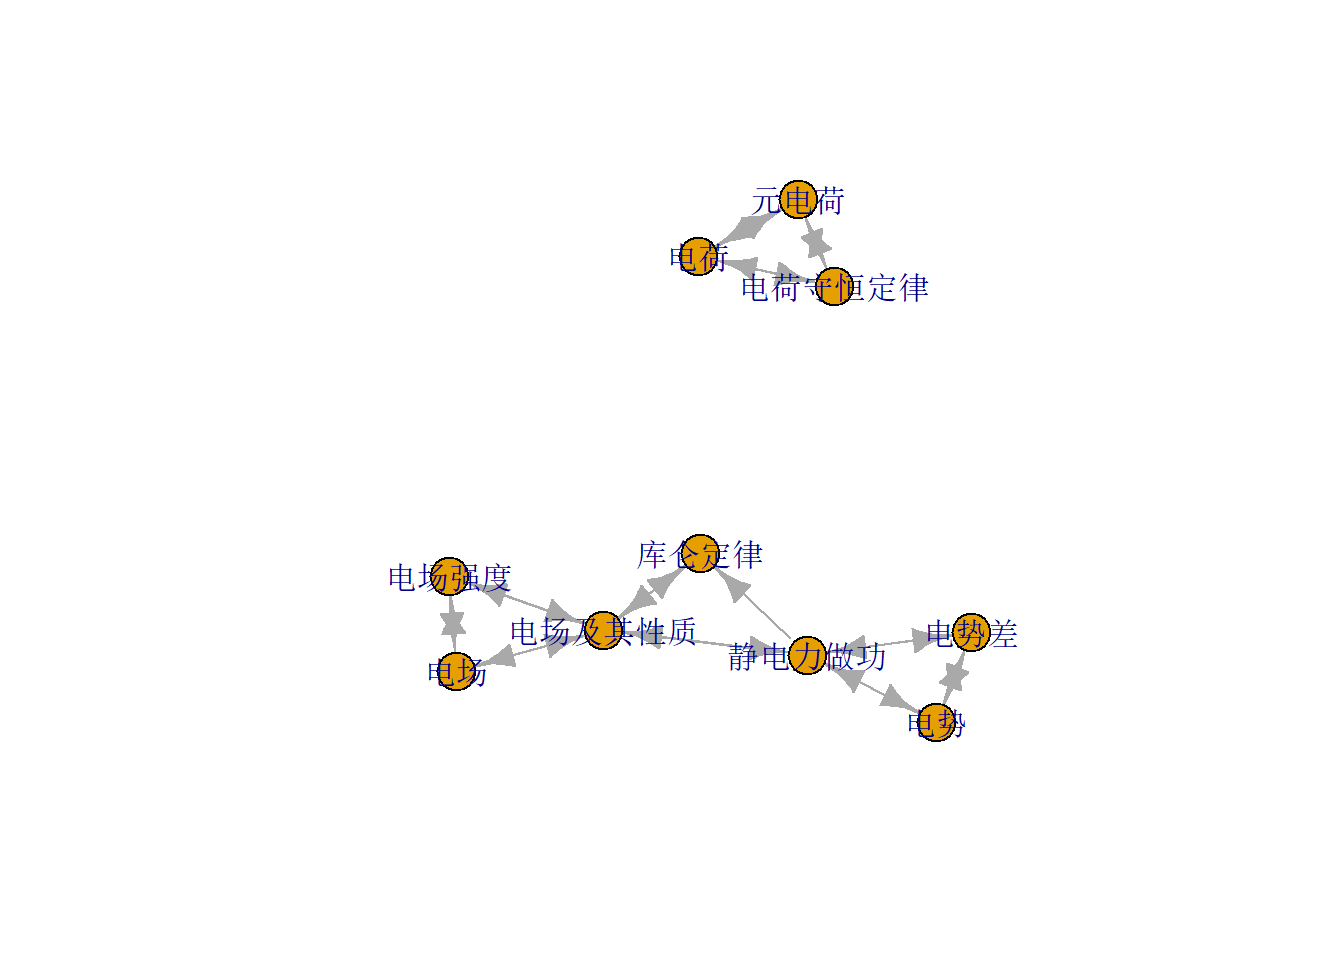 元电荷
电荷
电荷守恒定律
库仑定律
电场强度
电场及其性质
电势差
静电力做功
电场
电势